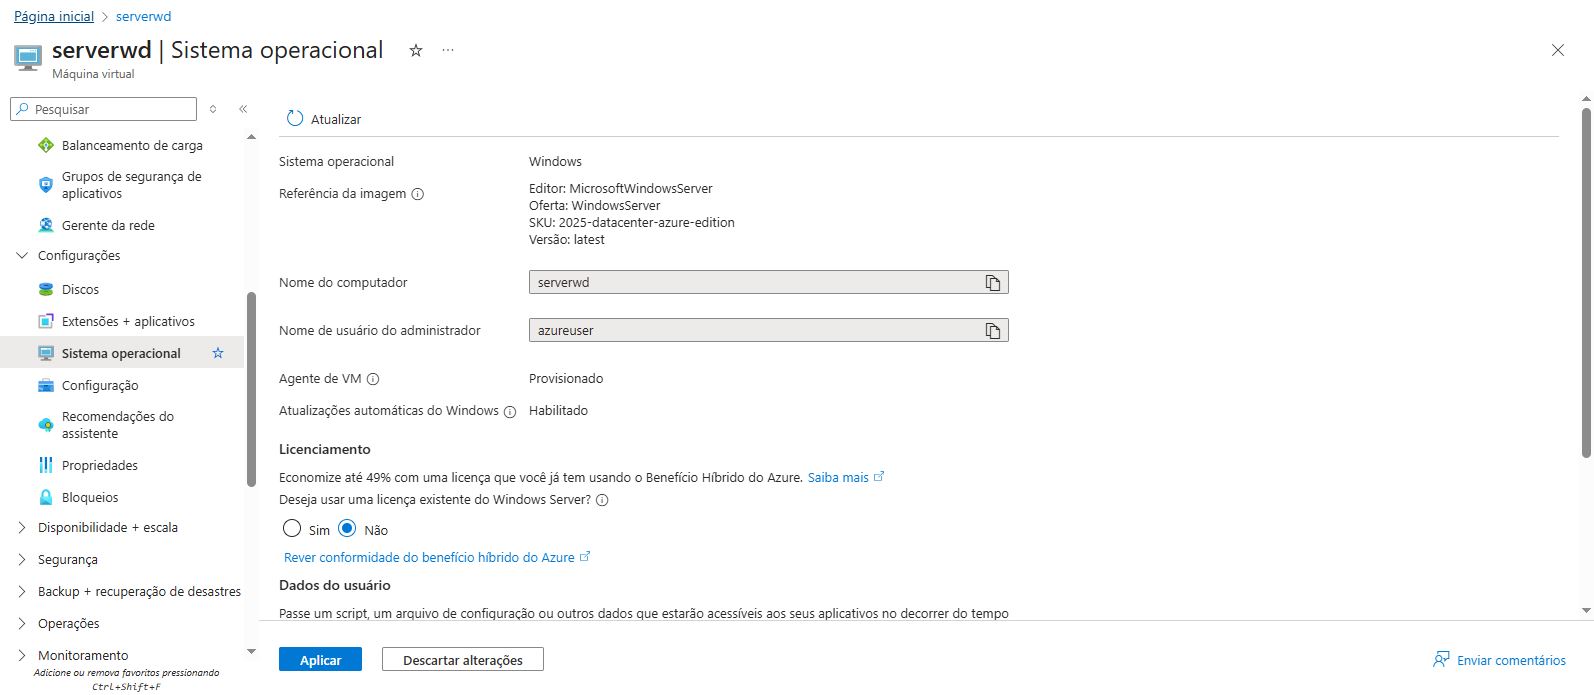 Página inicial > serverwd
serverwd | Sistema operacional
Máquina virtual
Pesquisar
Balanceamento de carga
Grupos de segurança de
aplicativos
Gerente da rede
Configurações
Discos
Extensões + aplicativos
Sistema operacional
Configuração
Recomendações do
assistente
Propriedades
Bloqueios
Disponibilidade + escala
Segurança
Backup + recuperação de desastres
Operações
Monitoramento
Adicione ou remova favoritos pressionando
Ctrl+Shift+F
Atualizar
Sistema operacional Windows
Referência da imagem Editor: MicrosoftWindowsServer
Oferta: WindowsServer
SKU: 2025-datacenter-azure-edition
Versão: latest
Nome do computador serverwd
Nome de usuário do administrador azureuser
Agente de VM Provisionado
Atualizações automáticas do Windows Habilitado
Licenciamento
Economize até 49% com uma licença que você já tem usando o Benefício Híbrido do Azure. Saiba mais
Deseja usar uma licença existente do Windows Server?
Sim Não
Rever conformidade do benefício híbrido do Azure
Dados do usuário
Passe um script, um arquivo de configuração ou outros dados que estarão acessíveis aos seus aplicativos no decorrer do tempo
Aplicar Descartar alterações Enviar comentários